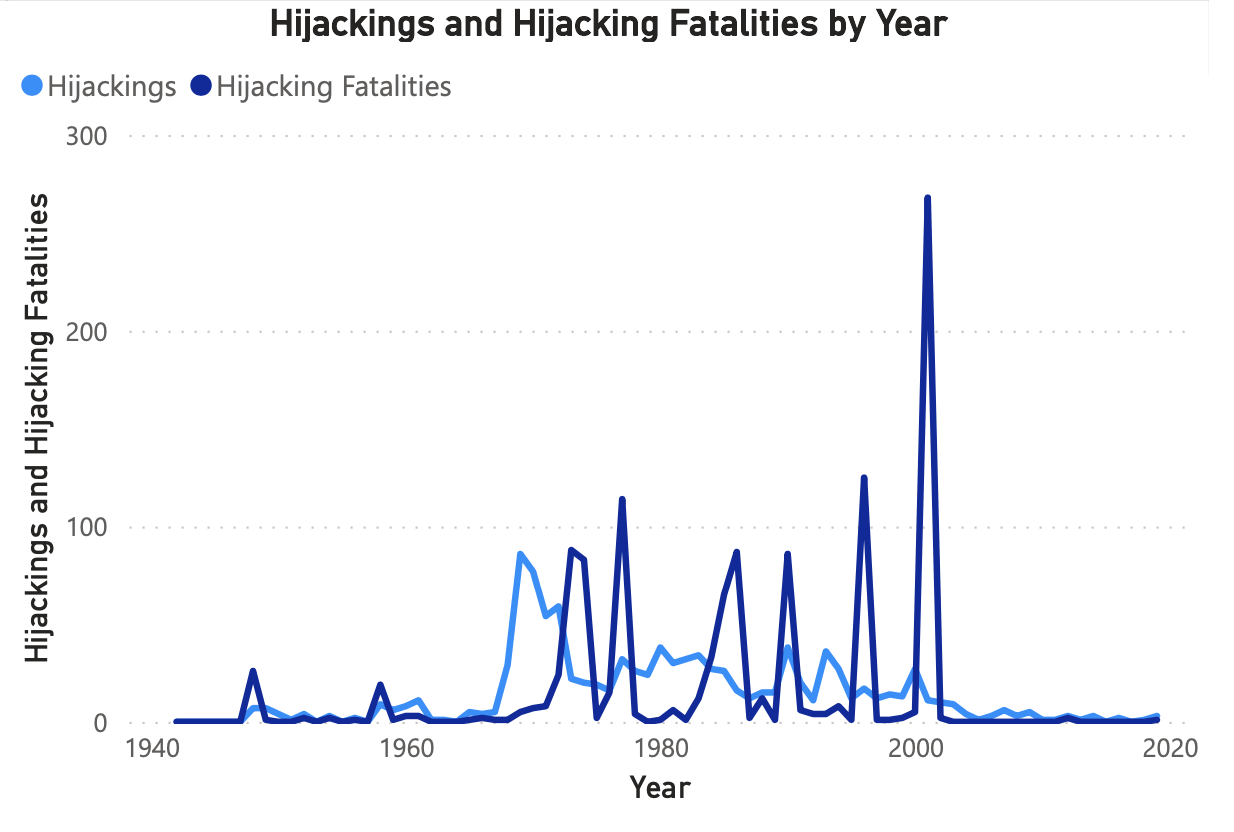 Hijackings and Hijacking Fatalities by Year
Hijackings Hijacking Fatalities
Hijackings and Hijacking Fatalities
300
200
100
0
1940 1960 1980 2000 2020
Year